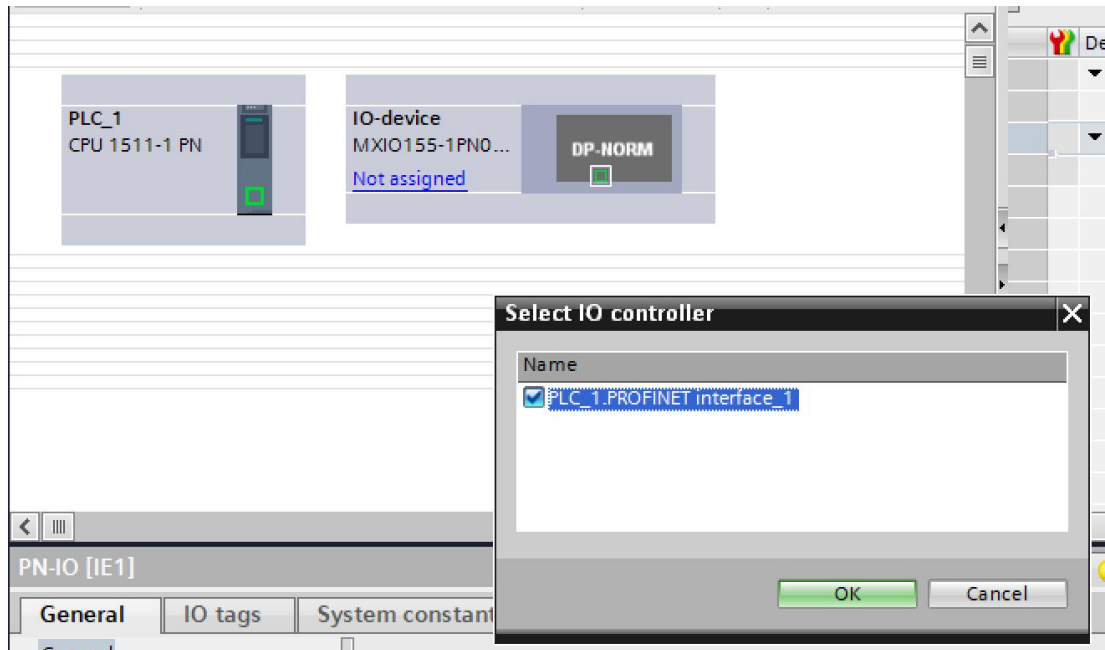 De
PLC_1
CPU 1511-1 PN
IO-device
MXIO155-1PN0...
Not assigned
DP-NORM
Select IO controller
Name
PLC_1.PROFINET interface_1
OK
Cancel
PN-IO [IE1]
General
IO tags
System constant